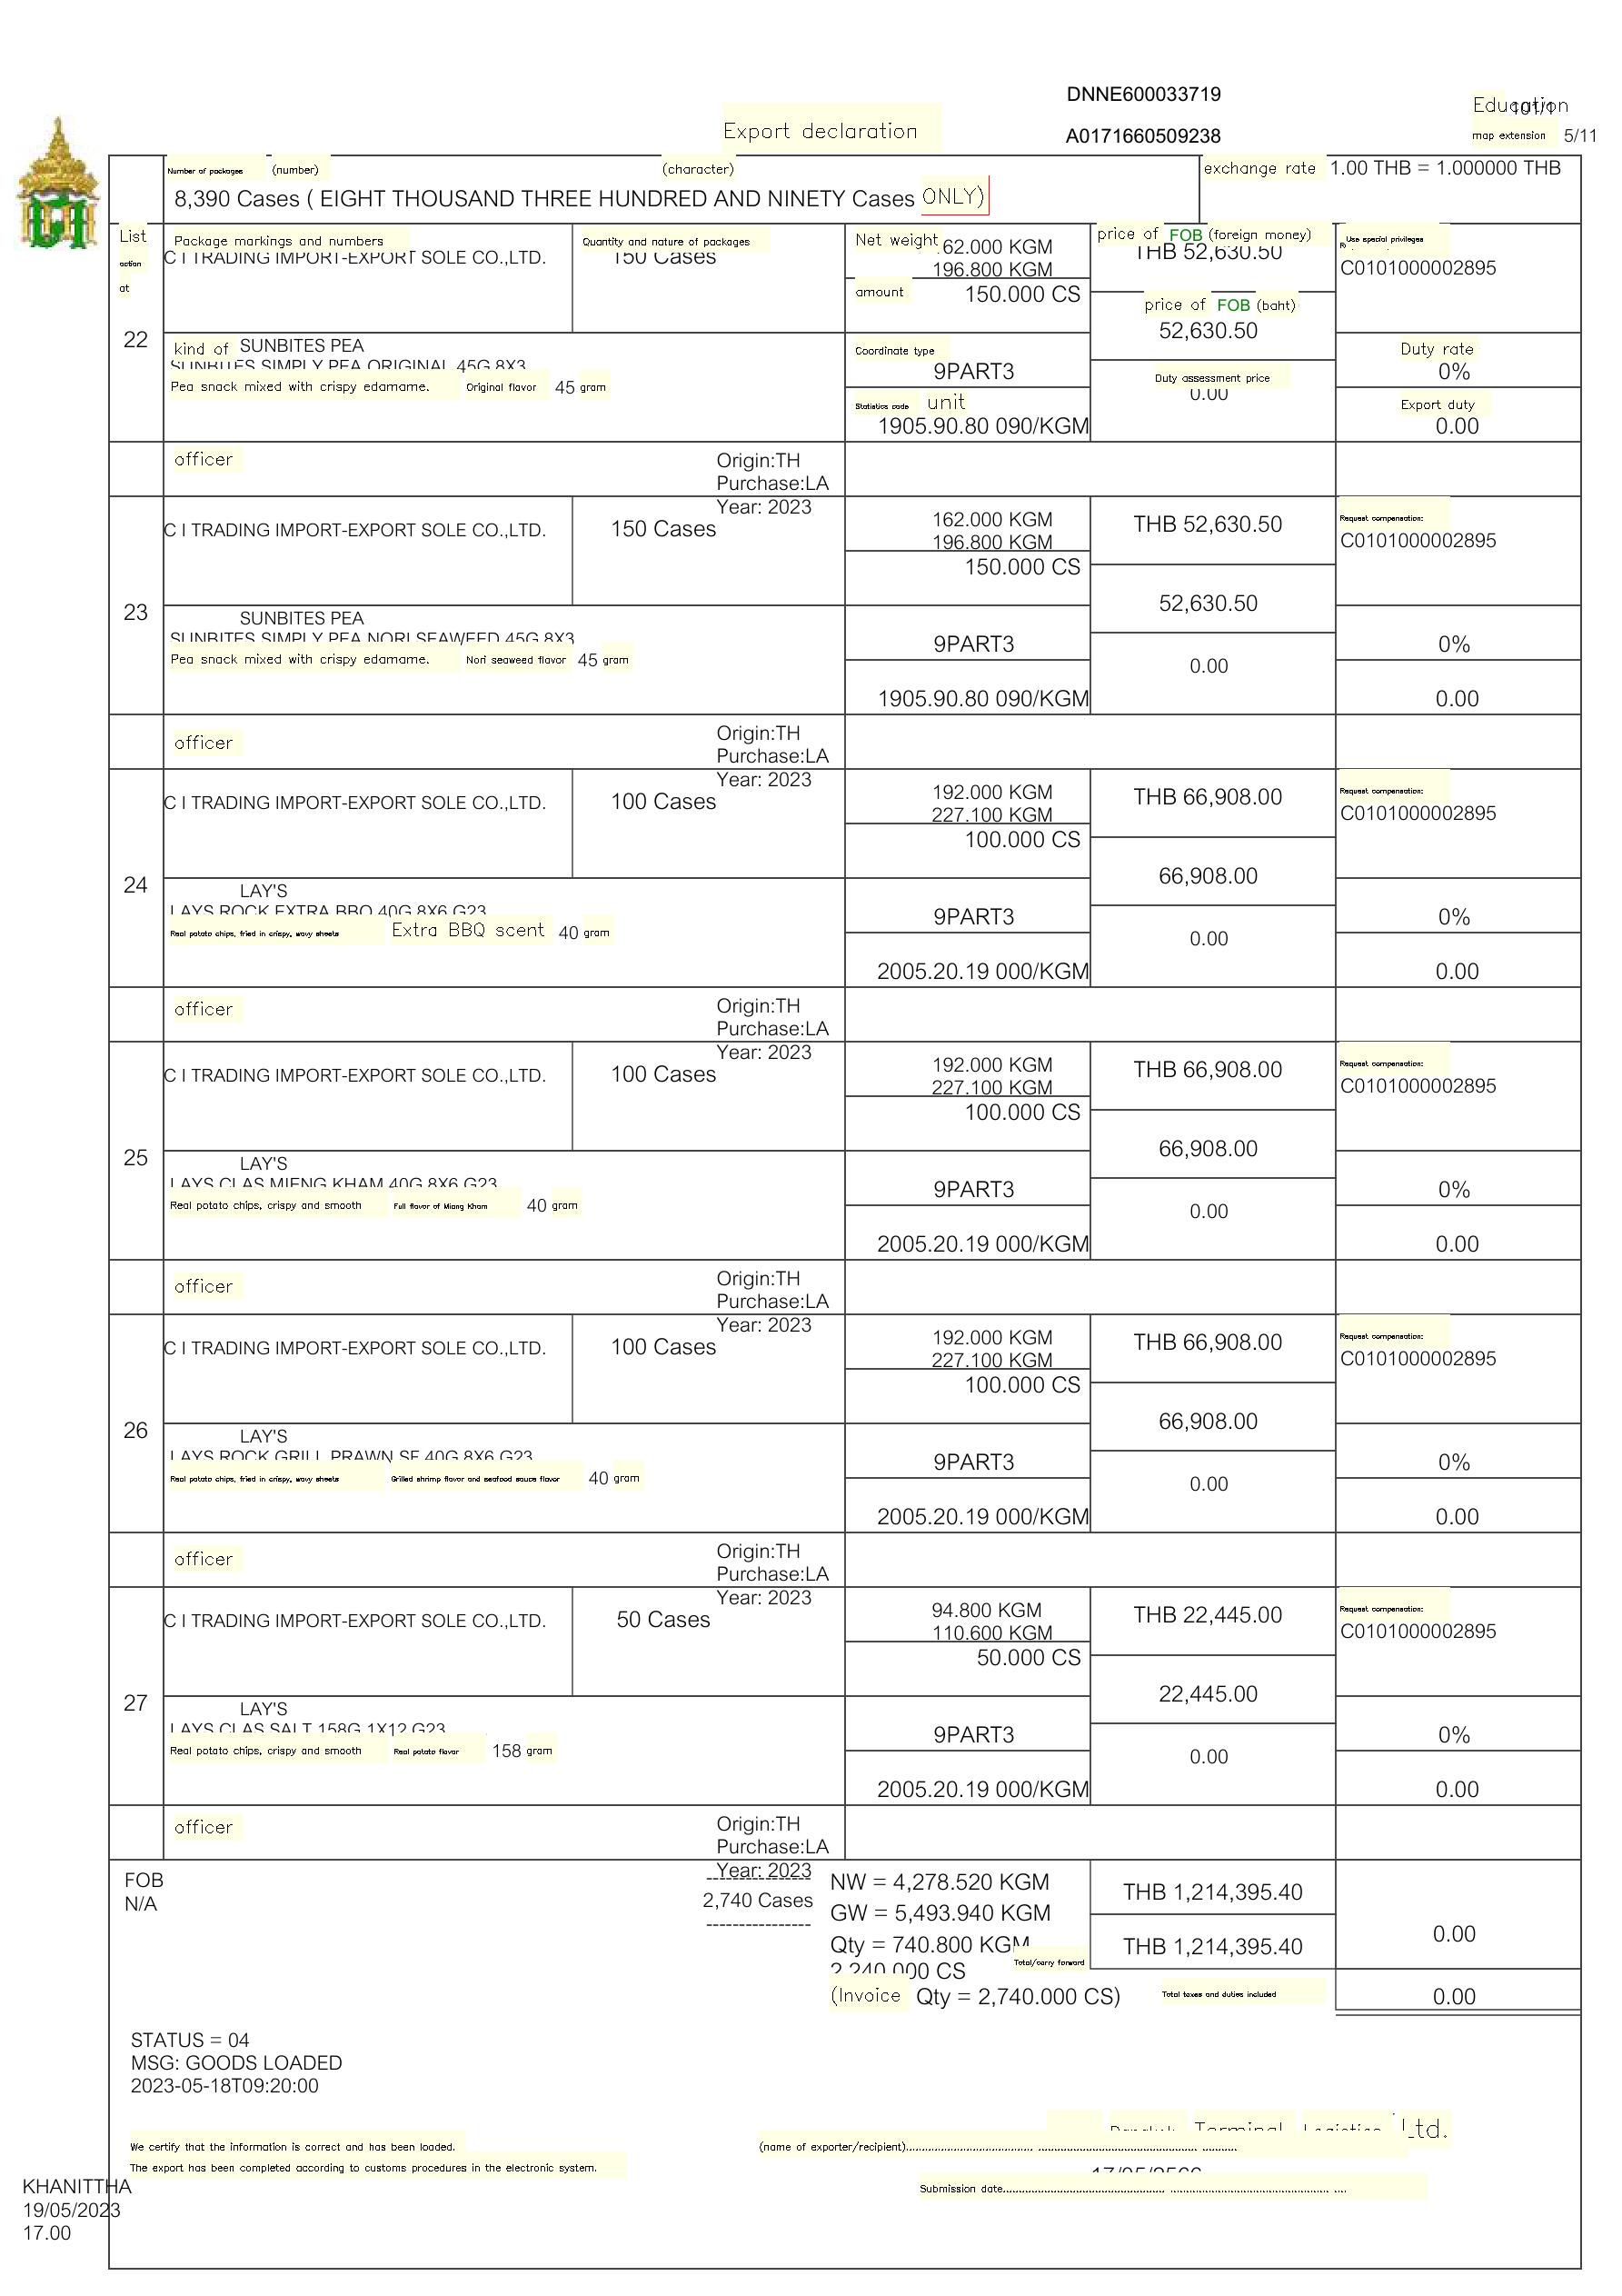 DNNE600033719
Export declaration
A0171660509238
map extension 5/11
Number of packages (number) (character) exchange rate 1.00 THB = 1.000000 THB
8,390 Cases ( EIGHT THOUSAND THREE HUNDRED AND NINETY Cases ONLY)
List Package markings and numbers Quantity and nature of packages Net weight 62.000 KGM price of FOB (foreign money) Use special privileges
C I TRADING IMPORT-EXPORT SOLE CO.,LTD. 150 Cases 196.800 KGM THB 52,630.50 C0101000002895
at amount 150.000 CS price of FOB (baht)
22 52,630.50
kind of SUNBITES PEA Coordinate type Duty rate
SUNBITES SIMPLY PEA ORIGINAL 45G 8X3 9PART3 0%
Pea snack mixed with crispy edamame. Original flavor 45 gram Duty assessment price
0.00
Statistics code unit Export duty
1905.90.80 090/KGM 0.00
officer Origin:TH
Purchase:LA
Year: 2023
C I TRADING IMPORT-EXPORT SOLE CO.,LTD. 150 Cases 162.000 KGM THB 52,630.50 Request compensation:
196.800 KGM C0101000002895
150.000 CS
23 52,630.50
SUNBITES PEA
SUNBITES SIMPLY PEA NORI SEAWEED 45G 8X3 9PART3 0%
Pea snack mixed with crispy edamame. Nori seaweed flavor 45 gram 0.00
1905.90.80 090/KGM 0.00
officer Origin:TH
Purchase:LA
Year: 2023
C I TRADING IMPORT-EXPORT SOLE CO.,LTD. 100 Cases 192.000 KGM THB 66,908.00 Request compensation:
227.100 KGM C0101000002895
100.000 CS
24 66,908.00
LAY'S
LAYS ROCK EXTRA BBQ 40G 8X6 G23 9PART3 0%
Real potato chips, fried in crispy, wavy sheets Extra BBQ scent 40 gram 0.00
2005.20.19 000/KGM 0.00
officer Origin:TH
Purchase:LA
Year: 2023
C I TRADING IMPORT-EXPORT SOLE CO.,LTD. 100 Cases 192.000 KGM THB 66,908.00 Request compensation:
227.100 KGM C0101000002895
100.000 CS
25 66,908.00
LAY'S
LAYS CLAS MIENG KHAM 40G 8X6 G23 9PART3 0%
Real potato chips, crispy and smooth Full flavor of Miang Kham 40 gram 0.00
2005.20.19 000/KGM 0.00
officer Origin:TH
Purchase:LA
Year: 2023
C I TRADING IMPORT-EXPORT SOLE CO.,LTD. 100 Cases 192.000 KGM THB 66,908.00 Request compensation:
227.100 KGM C0101000002895
100.000 CS
26 66,908.00
LAY'S
LAYS ROCK GRILL PRAWN SF 40G 8X6 G23 9PART3 0%
Real potato chips, fried in crispy, wavy sheets Grilled shrimp flavor and seafood sauce flavor 40 gram 0.00
2005.20.19 000/KGM 0.00
officer Origin:TH
Purchase:LA
Year: 2023
C I TRADING IMPORT-EXPORT SOLE CO.,LTD. 50 Cases 94.800 KGM THB 22,445.00 Request compensation:
110.600 KGM C0101000002895
50.000 CS
27 22,445.00
LAY'S
LAYS CLAS SALT 158G 1X12 G23 9PART3 0%
Real potato chips, crispy and smooth Real potato flavor 158 gram 0.00
2005.20.19 000/KGM 0.00
officer Origin:TH
Purchase:LA
Year: 2023
FOB NW = 4,278.520 KGM THB 1,214,395.40
N/A 2,740 Cases GW = 5,493.940 KGM 0.00
Qty = 740.800 KGM THB 1,214,395.40
2,240.000 CS Total/carry forward
(Invoice Qty = 2,740.000 CS) Total taxes and duties included 0.00
STATUS = 04
MSG: GOODS LOADED
2023-05-18T09:20:00
Terminal Logistics Ltd.
We certify that the information is correct and has been loaded. (name of exporter/recipient)
The export has been completed according to customs procedures in the electronic system.
17/05/2566
Submission date
KHANITTHA
19/05/2023
17.00